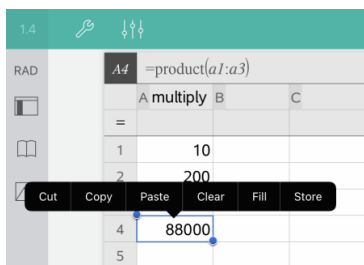 1.4
RAD A4 =product(a1:a3)
A multiply B C
=
1 10
2 200
Cut Copy Paste Clear Fill Store
4 88000
5